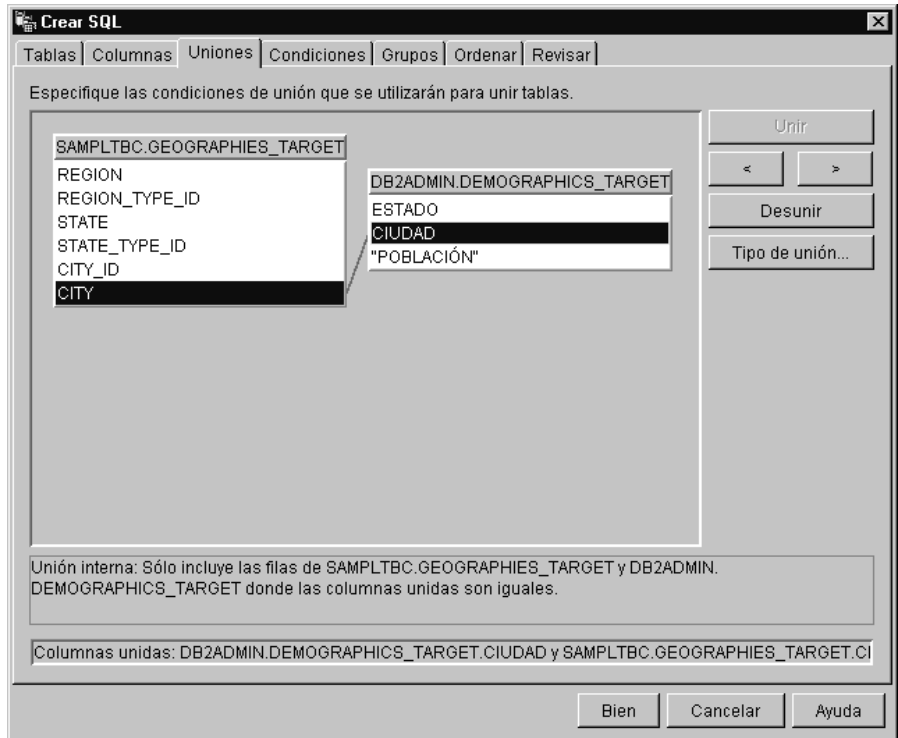 Crear SQL
Tablas Columnas Uniones Condiciones Grupos Ordenar Revisar
Especifique las condiciones de unión que se utilizarán para unir tablas.
Unir
< >
Desunir
Tipo de unión...
SAMPLTBC.GEOGRAPHIES_TARGET
REGION
REGION_TYPE_ID
STATE
STATE_TYPE_ID
CITY_ID
CITY
DB2ADMIN.DEMOGRAPHICS_TARGET
ESTADO
CIUDAD
"POBLACIÓN"
Unión interna: Sólo incluye las filas de SAMPLTBC.GEOGRAPHIES_TARGET y DB2ADMIN.
DEMOGRAPHICS_TARGET donde las columnas unidas son iguales.
Columnas unidas: DB2ADMIN.DEMOGRAPHICS_TARGET.CIUDAD y SAMPLTBC.GEOGRAPHIES_TARGET.CI
Bien Cancelar Ayuda